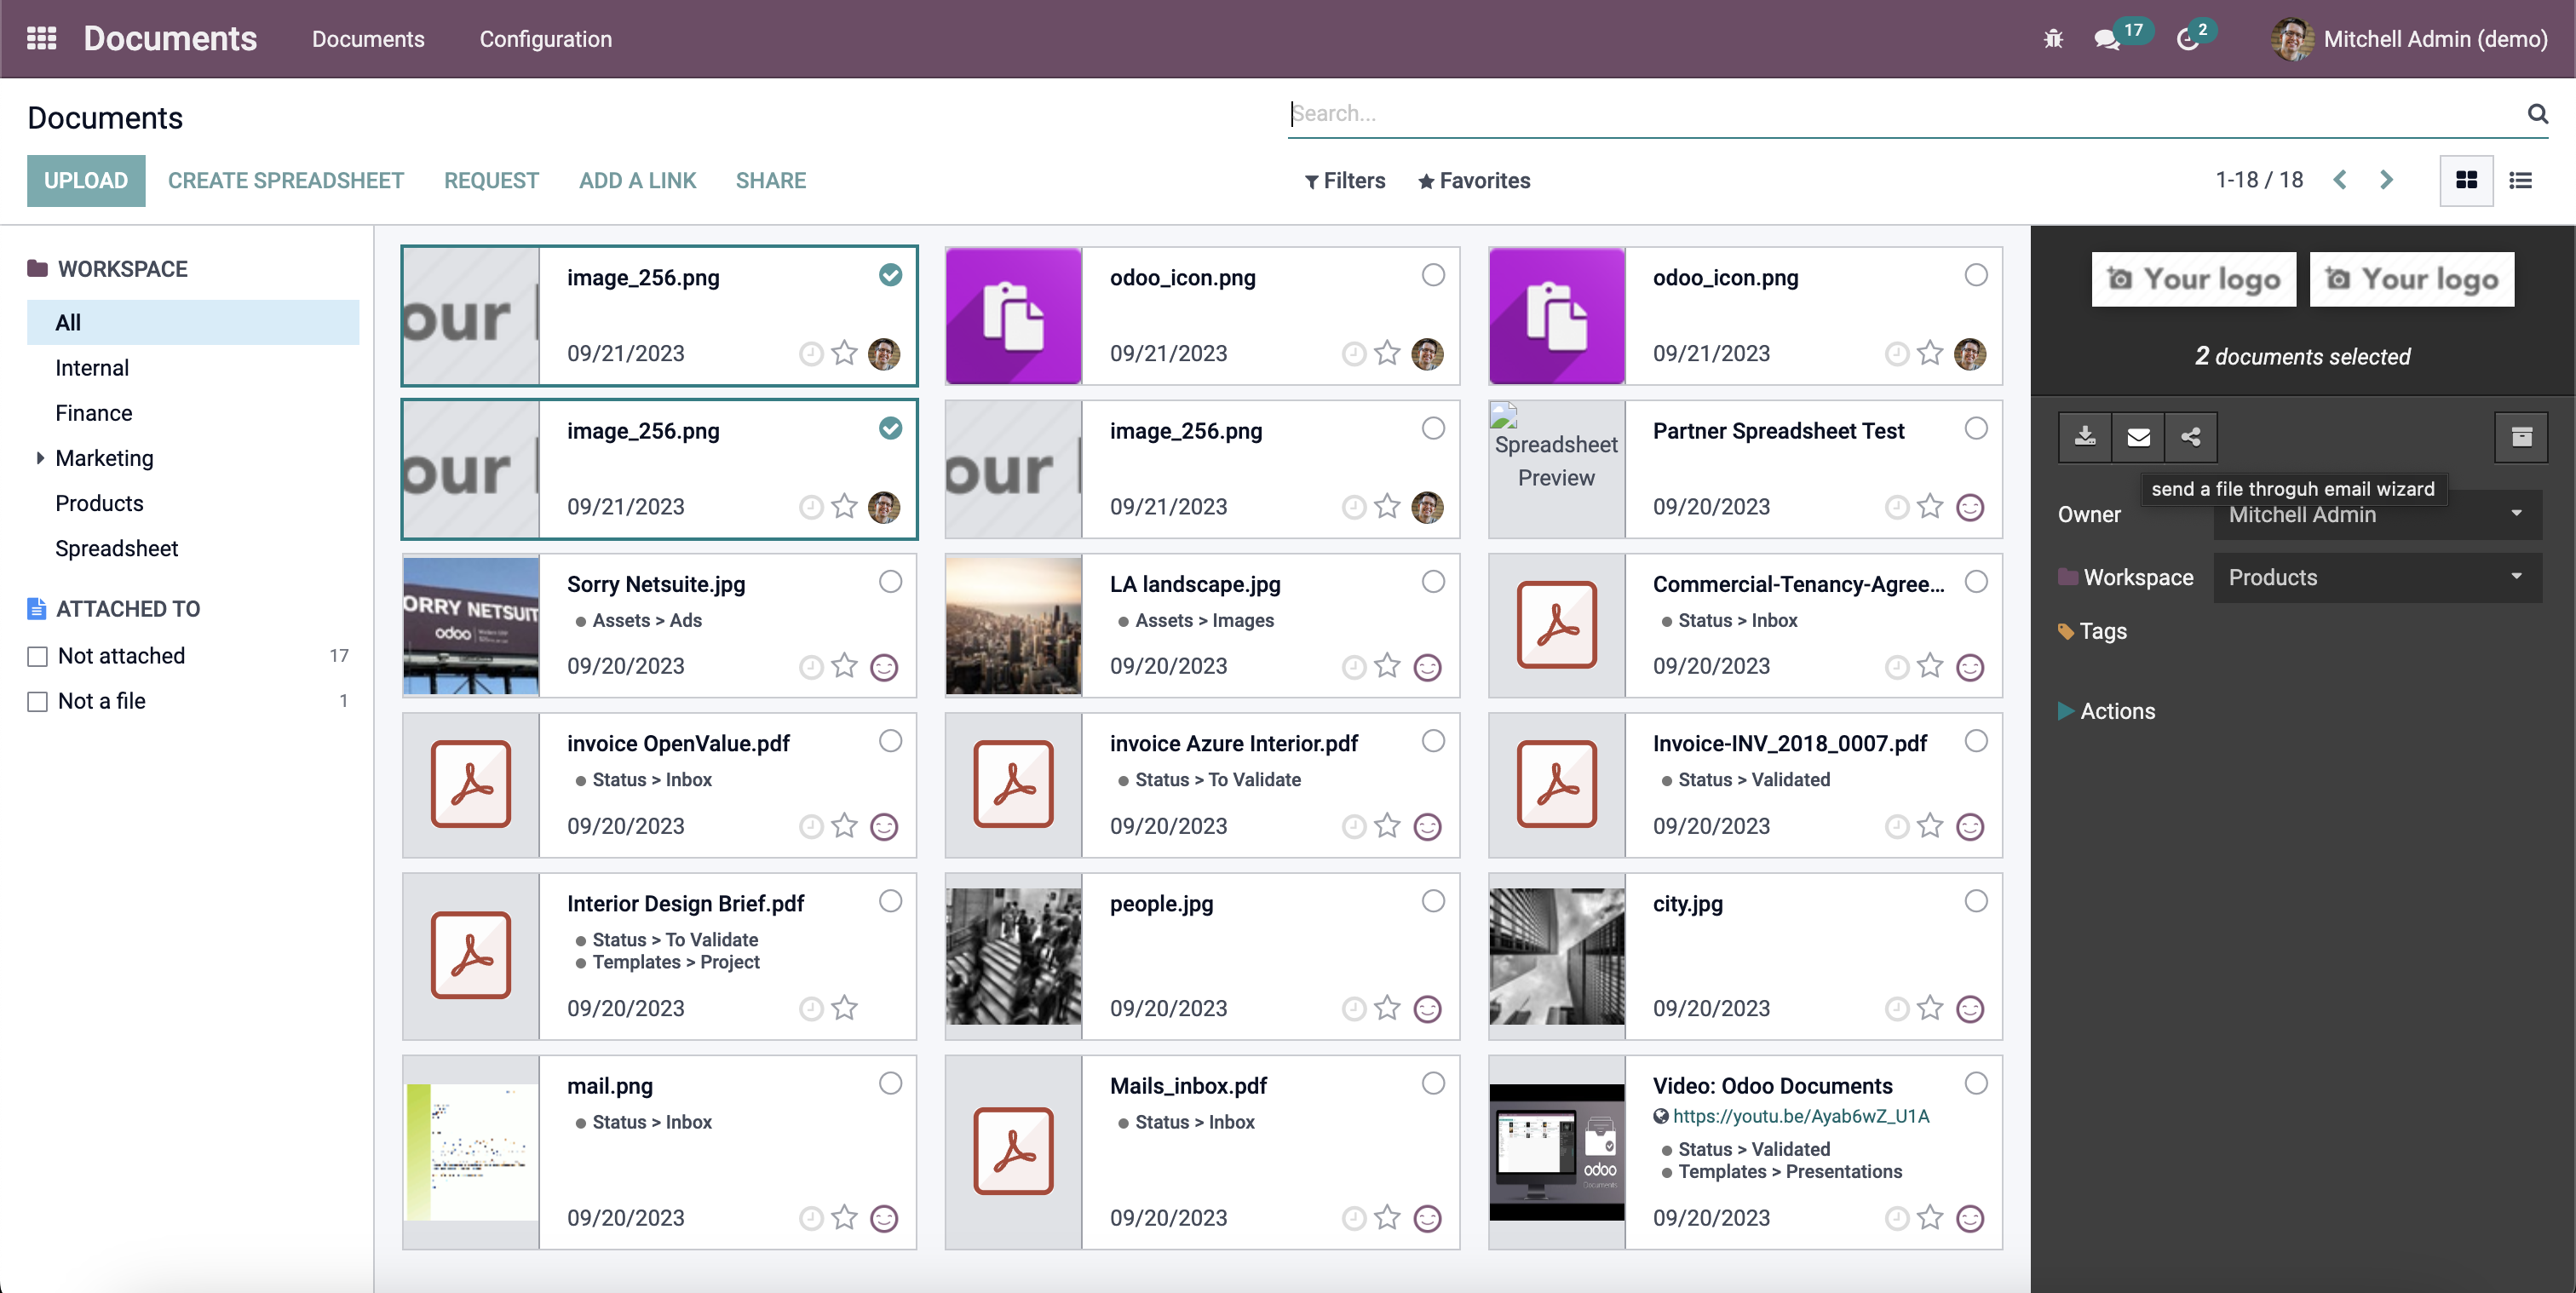 Documents
Documents
Configuration
17
2
Mitchell Admin (demo)
Documents
Search...
UPLOAD
CREATE SPREADSHEET
REQUEST
ADD A LINK
SHARE
Filters
Favorites
1-18 / 18
WORKSPACE
All
Internal
Finance
Marketing
Products
Spreadsheet
ATTACHED TO
Not attached
17
Not a file
1
our
image_256.png
09/21/2023
odoo_icon.png
09/21/2023
odoo_icon.png
09/21/2023
our
image_256.png
09/21/2023
our
image_256.png
09/21/2023
Spreadsheet
Preview
Partner Spreadsheet Test
09/20/2023
ORRY NETSUIT
odoo
Sorry Netsuite.jpg
Assets > Ads
09/20/2023
LA landscape.jpg
Assets > Images
09/20/2023
Commercial-Tenancy-Agree...
Status > Inbox
09/20/2023
invoice OpenValue.pdf
Status > Inbox
09/20/2023
invoice Azure Interior.pdf
Status > To Validate
09/20/2023
Invoice-INV_2018_0007.pdf
Status > Validated
09/20/2023
Interior Design Brief.pdf
Status > To Validate
Templates > Project
09/20/2023
people.jpg
09/20/2023
city.jpg
09/20/2023
mail.png
Status > Inbox
09/20/2023
Mails_inbox.pdf
Status > Inbox
09/20/2023
odoo
Documents
Video: Odoo Documents
https://youtu.be/Ayab6wZ_U1A
Status > Validated
Templates > Presentations
09/20/2023
Your logo
Your logo
2 documents selected
send a file throguh email wizard
Owner
Mitchell Admin
Workspace
Products
Tags
Actions